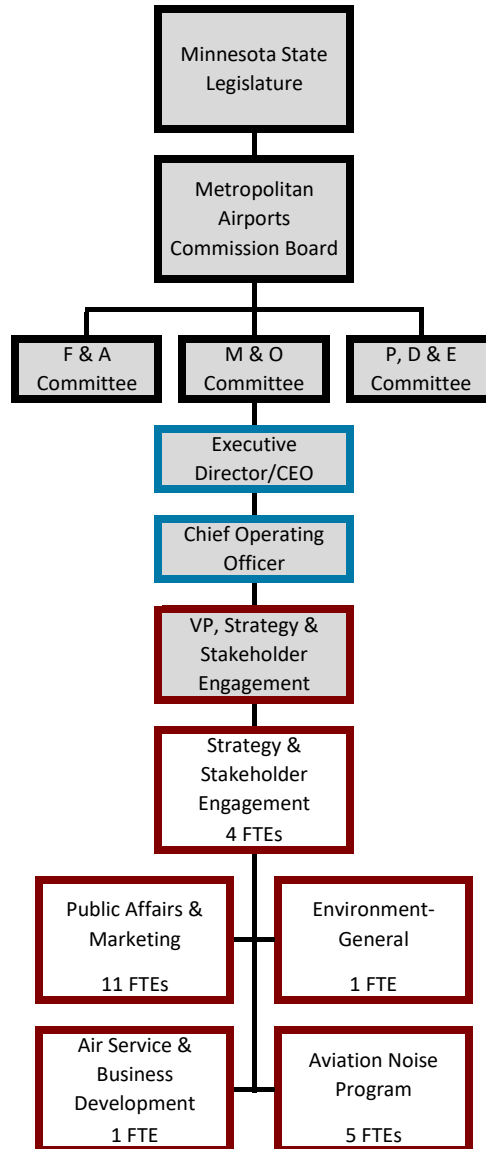 Minnesota State
Legislature
Metropolitan
Airports
Commission Board
F & A
Committee
M & O
Committee
P, D & E
Committee
Executive
Director/CEO
Chief Operating
Officer
VP, Strategy &
Stakeholder
Engagement
Strategy &
Stakeholder
Engagement
4 FTEs
Public Affairs &
Marketing
11 FTEs
Environment-
General
1 FTE
Air Service &
Business
Development
1 FTE
Aviation Noise
Program
5 FTEs